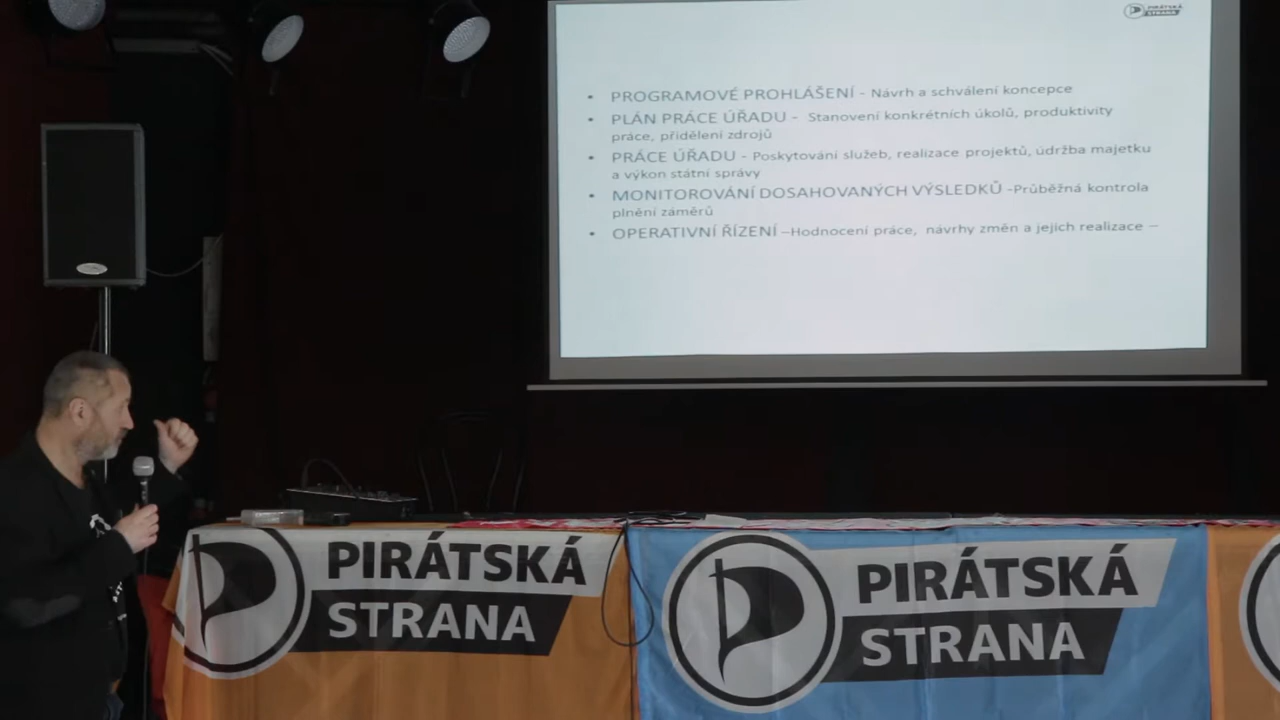 PIRÁTSKÁ
STRANA
• PROGRAMOVÉ PROHLÁŠENÍ - Návrh a schválení koncepce
• PLÁN PRÁCE ÚŘADU - Stanovení konkrétních úkolů, produktivity
práce, přidělení zdrojů
• PRÁCE ÚŘADU - Poskytování služeb, realizace projektů, údržba majetku
a výkon státní správy
• MONITOROVÁNÍ DOSAHOVANÝCH VÝSLEDKŮ -Průběžná kontrola
plnění záměrů
• OPERATIVNÍ ŘÍZENÍ –Hodnocení práce, návrhy změn a jejich realizace –
PIRÁTSKÁ
STRANA
PIRÁTSKÁ
STRANA